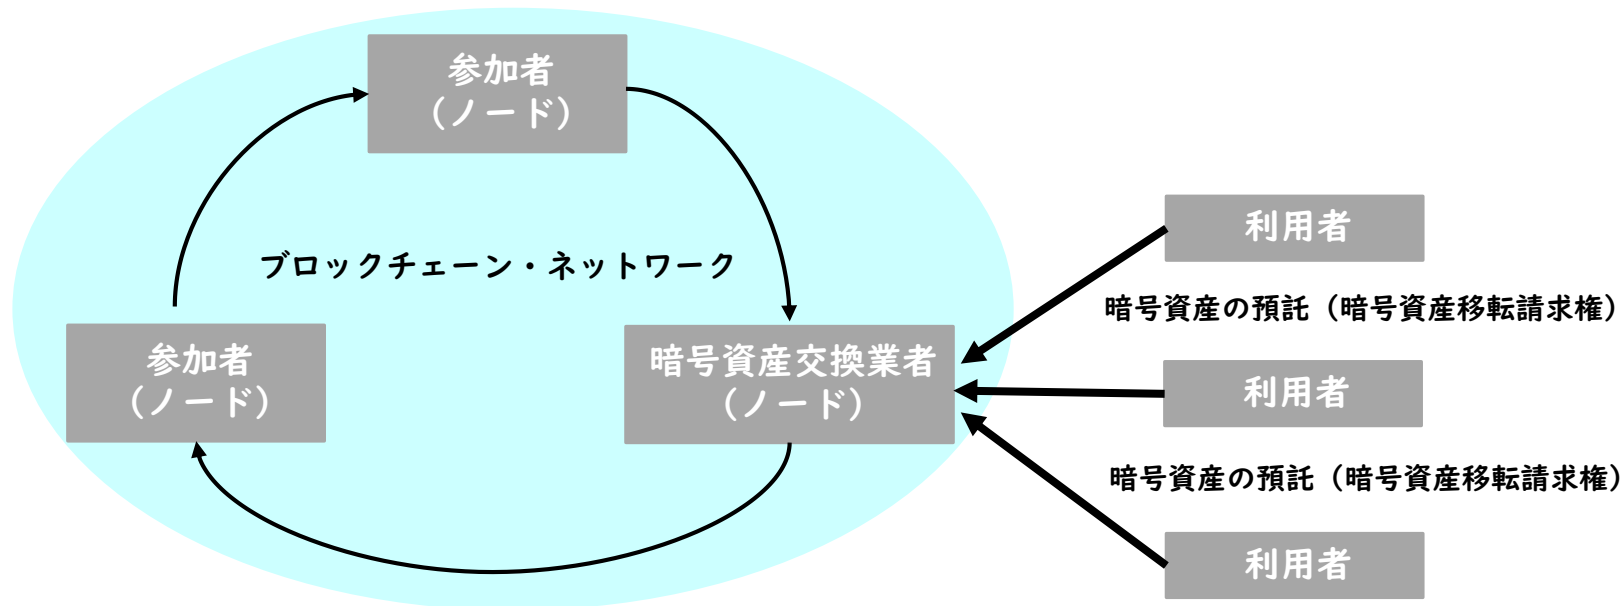 参加者
（ノード）
利用者
ブロックチェーン・ネットワーク
暗号資産の預託（暗号資産移転請求権）
参加者
（ノード）
暗号資産交換業者
（ノード）
利用者
暗号資産の預託（暗号資産移転請求権）
利用者